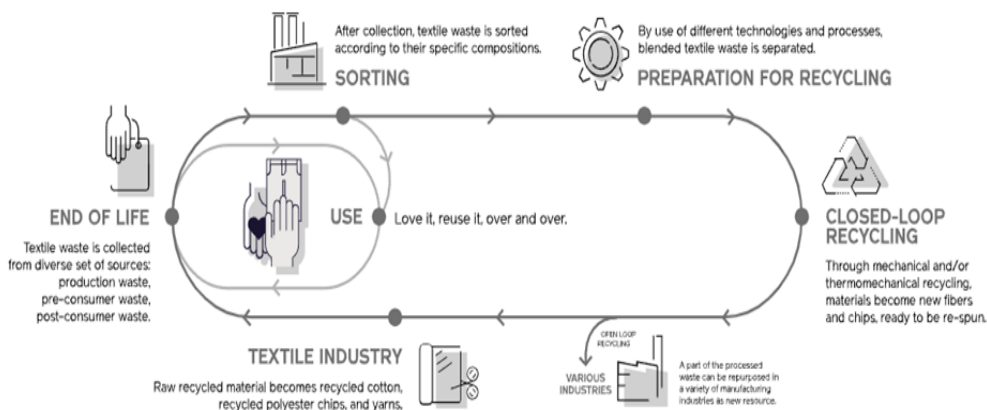 After collection, textile waste is sorted
according to their specific compositions.
SORTING
By use of different technologies and processes,
blended textile waste is separated.
PREPARATION FOR RECYCLING
END OF LIFE
Textile waste is collected
from diverse set of sources:
production waste,
pre-consumer waste,
post-consumer waste.
USE
Love it, reuse it, over and over.
CLOSED-LOOP
RECYCLING
Through mechanical and/or
thermomechanical recycling,
materials become new fibers
and chips, ready to be re-spun.
TEXTILE INDUSTRY
Raw recycled material becomes recycled cotton,
recycled polyester chips, and yarns.
OPEN LOOP
RECYCLING
VARIOUS
INDUSTRIES
A part of the processed
waste can be repurposed in
a variety of manufacturing
industries as new resource.